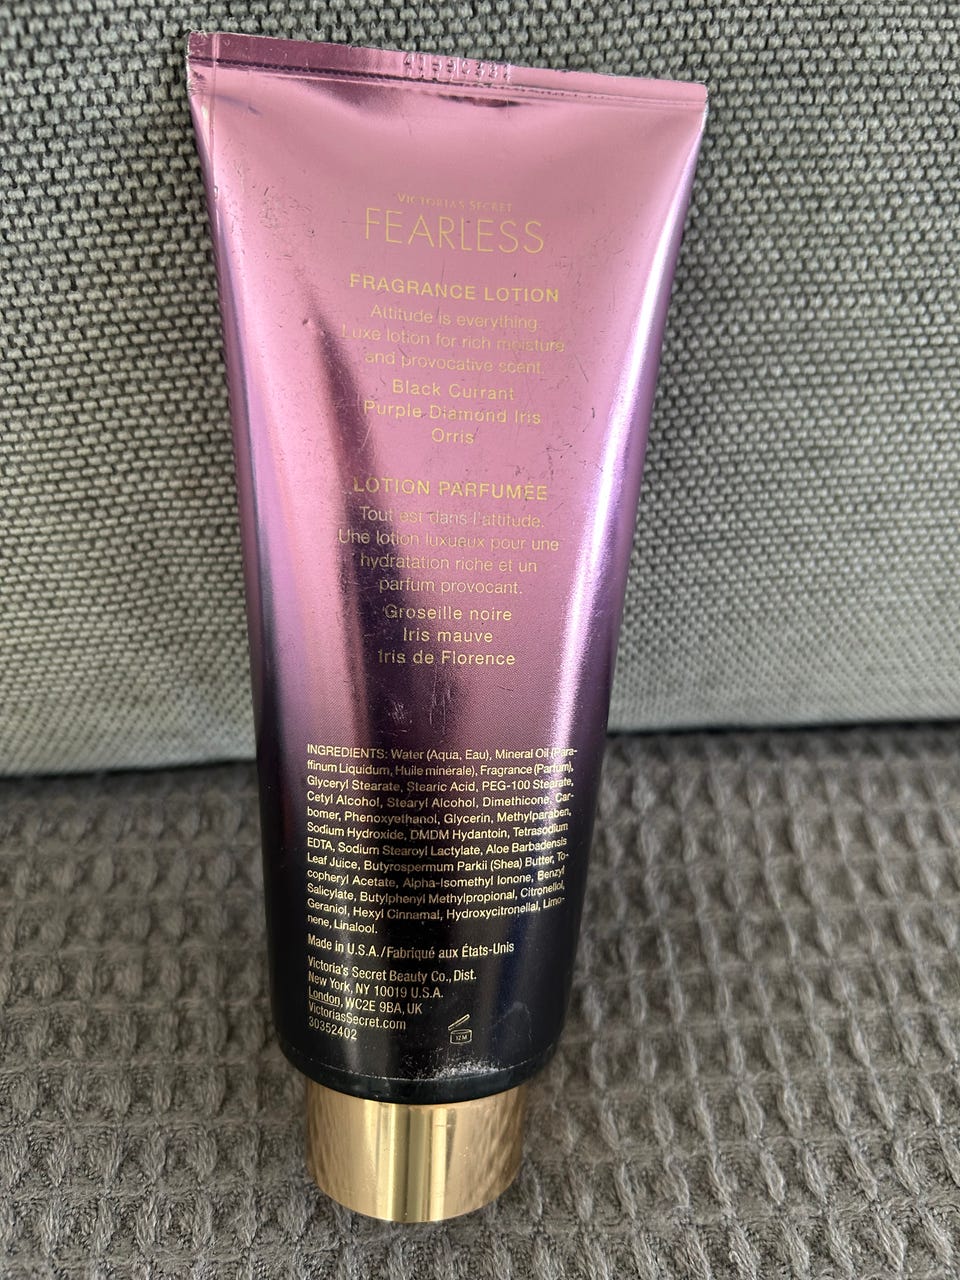 VICTORIA'S SECRET
FEARLESS
FRAGRANCE LOTION
Attitude is everything.
Luxe lotion for rich moisture
and provocative scent.
Black Currant
Purple Diamond Iris
Orris
LOTION PARFUMÉE
Tout est dans l'attitude.
Une lotion luxueux pour une
hydratation riche et un
parfum provocant.
Groseille noire
Iris mauve
Iris de Florence
INGREDIENTS: Water (Aqua, Eau), Mineral Oil (Para-
ffinum Liquidum, Huile minérale), Fragrance (Parfum),
Glyceryl Stearate, Stearic Acid, PEG-100 Stearate,
Cetyl Alcohol, Stearyl Alcohol, Dimethicone, Car-
bomer, Phenoxyethanol, Glycerin, Methylparaben,
Sodium Hydroxide, DMDM Hydantoin, Tetrasodium
EDTA, Sodium Stearoyl Lactylate, Aloe Barbadensis
Leaf Juice, Butyrospermum Parkii (Shea) Butter, To-
copheryl Acetate, Alpha-Isomethyl Ionone, Benzyl
Salicylate, Butylphenyl Methylpropional, Citronellol,
Geraniol, Hexyl Cinnamal, Hydroxycitronellal, Limo-
nene, Linalool.
Made in U.S.A./Fabriqué aux États-Unis
Victoria's Secret Beauty Co., Dist.
New York, NY 10019 U.S.A.
London, WC2E 9BA, UK
VictoriasSecret.com
30352402
12M